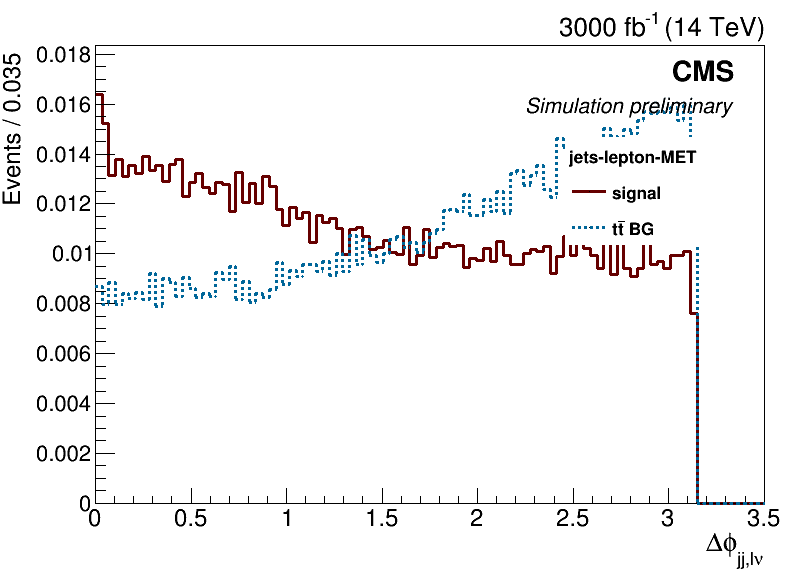 3000 fb⁻¹ (14 TeV)
CMS
Simulation preliminary
jets-lepton-MET
signal
tt̄ BG
Events / 0.035
0.018
0.016
0.014
0.012
0.01
0.008
0.006
0.004
0.002
0
0 0.5 1 1.5 2 2.5 3 3.5
Δϕ_jj,lν